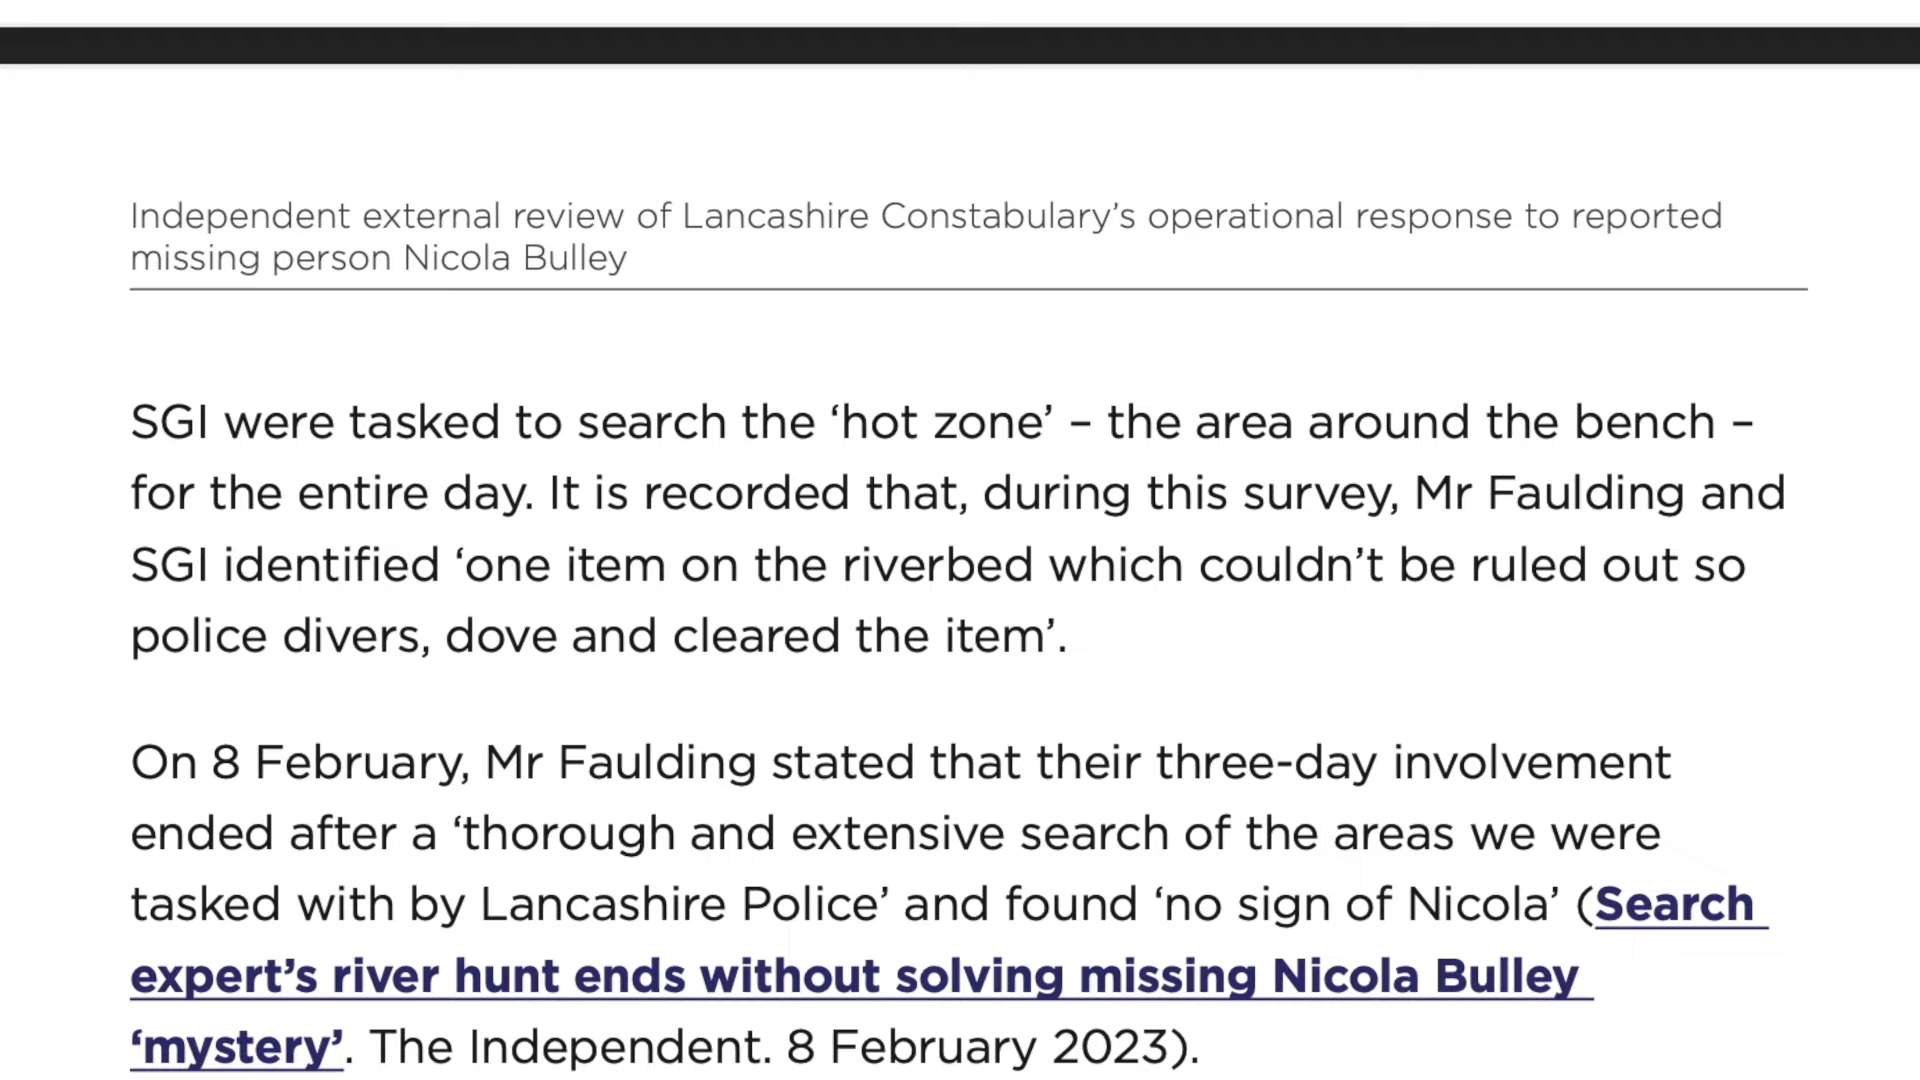 Independent external review of Lancashire Constabulary’s operational response to reported
missing person Nicola Bulley
SGI were tasked to search the ‘hot zone’ – the area around the bench –
for the entire day. It is recorded that, during this survey, Mr Faulding and
SGI identified ‘one item on the riverbed which couldn’t be ruled out so
police divers, dove and cleared the item’.
On 8 February, Mr Faulding stated that their three-day involvement
ended after a ‘thorough and extensive search of the areas we were
tasked with by Lancashire Police’ and found ‘no sign of Nicola’ (Search
expert’s river hunt ends without solving missing Nicola Bulley
‘mystery’. The Independent. 8 February 2023).